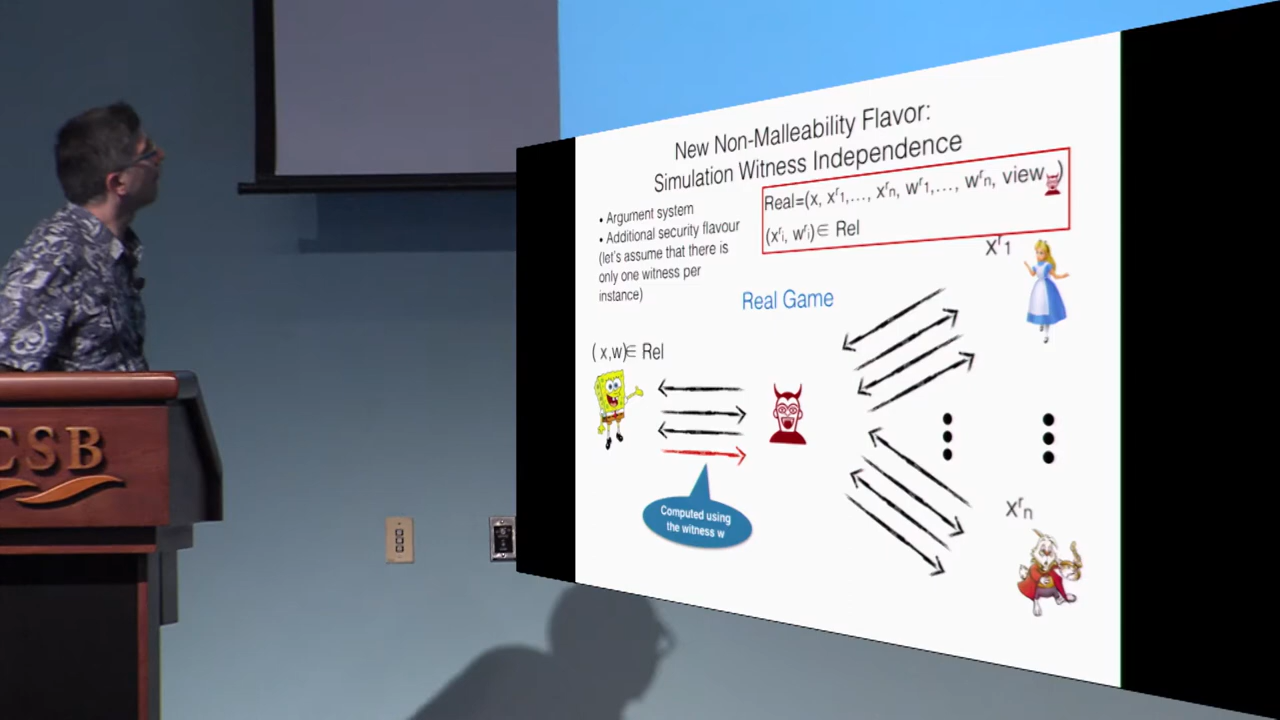 New Non-Malleability Flavor:
Simulation Witness Independence
• Argument system
• Additional security flavour
(let's assume that there is
only one witness per
instance)
Real=(x, xʳ₁,..., xʳₙ, wʳ₁,..., wʳₙ, view )
(xʳᵢ, wʳᵢ)∈ Rel
xʳ₁
Real Game
( x,w)∈ Rel
Computed using
the witness w
xʳₙ
CSB